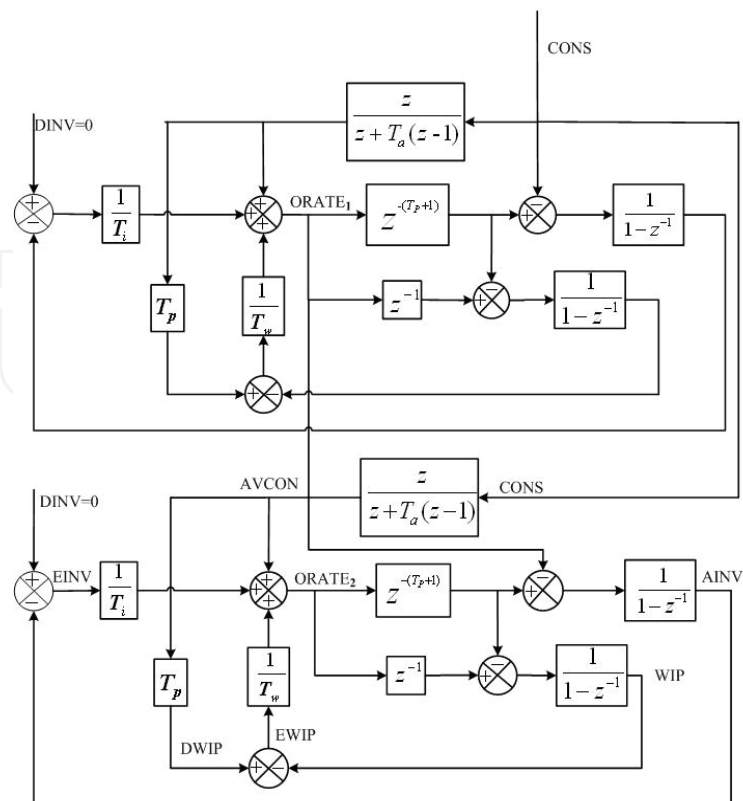 CONS
z
z + T_a (z - 1)
DINV=0
1
T_i
ORATE₁
z^{-(T_P+1)}
1
1 - z^{-1}
T_p
1
T_w
z^{-1}
1
1 - z^{-1}
AVCON
z
z + T_a (z - 1)
CONS
DINV=0
EINV
1
T_i
ORATE₂
z^{-(T_P+1)}
1
1 - z^{-1}
AINV
T_p
1
T_w
z^{-1}
1
1 - z^{-1}
WIP
DWIP
EWIP